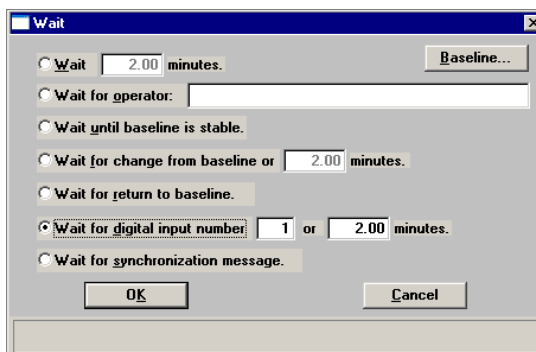 Wait
Wait 2.00 minutes. Baseline...
Wait for operator:
Wait until baseline is stable.
Wait for change from baseline or 2.00 minutes.
Wait for return to baseline.
Wait for digital input number 1 or 2.00 minutes.
Wait for synchronization message.
OK Cancel